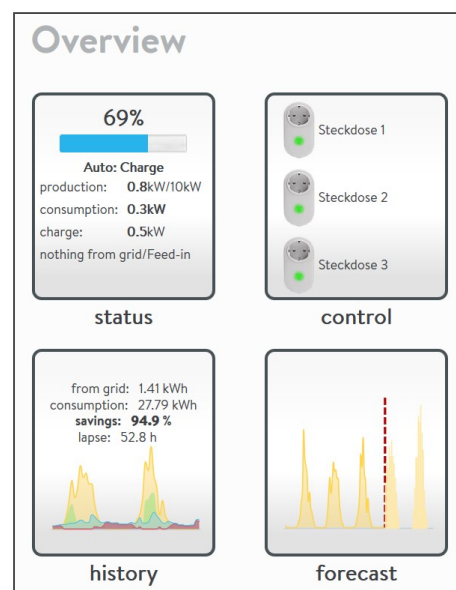 Overview
69%
Auto: Charge
production: 0.8kW/10kW
consumption: 0.3kW
charge: 0.5kW
nothing from grid/Feed-in
status
Steckdose 1
Steckdose 2
Steckdose 3
control
from grid: 1.41 kWh
consumption: 27.79 kWh
savings: 94.9 %
lapse: 52.8 h
history
forecast